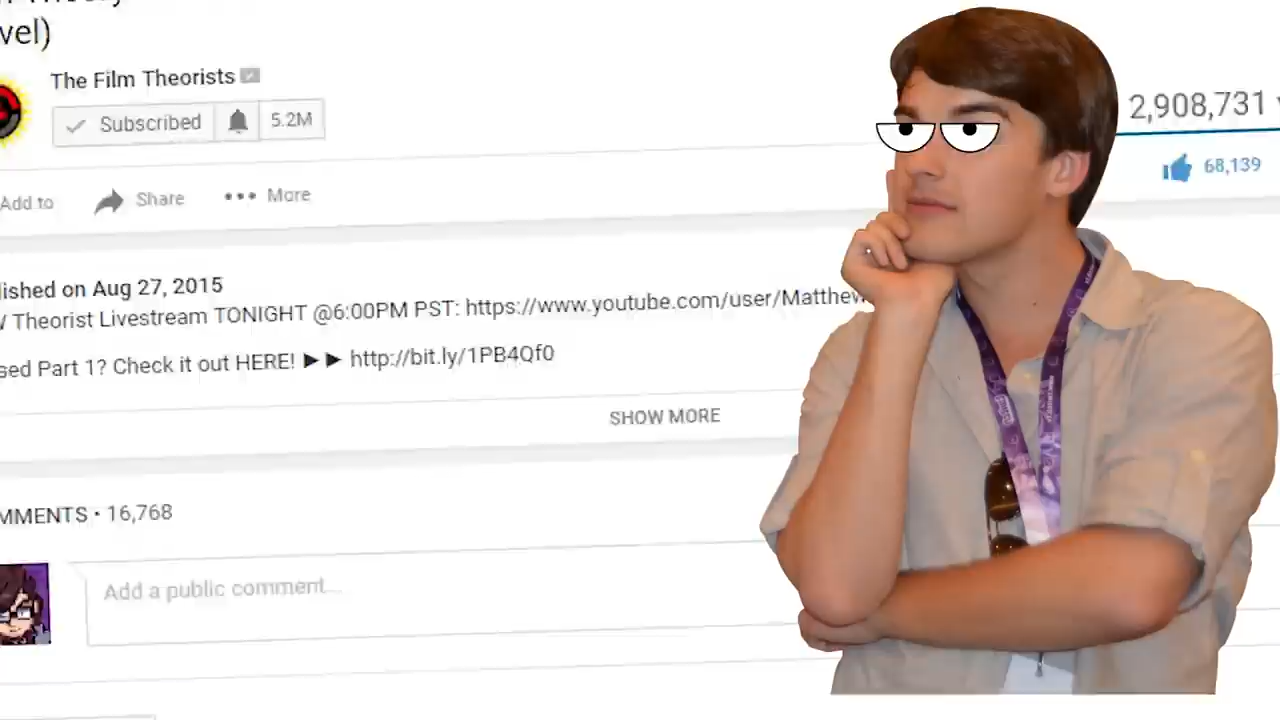 vel)
The Film Theorists
Subscribed 5.2M
2,908,731
Add to Share More
68,139
lished on Aug 27, 2015
Theorist Livestream TONIGHT @6:00PM PST: https://www.youtube.com/user/Matthew
sed Part 1? Check it out HERE! ►► http://bit.ly/1PB4Qf0
SHOW MORE
MMENTS • 16,768
Add a public comment...